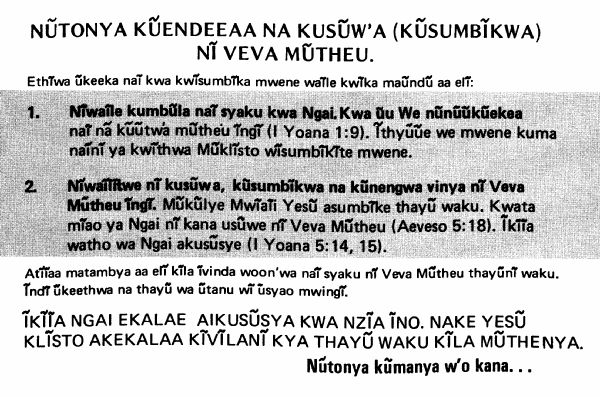 NŨTONYA KŨENDEEAA NA KUSŨW'A (KŨSUMBĨKWA)
NĨ VEVA MŨTHEU.
Ethĩwa ũkeeka naĩ kwa kwĩsumbĩka mwene waĩle kwĩka maũndũ aa elĩ:
1. Nĩwaĩle kumbũla naĩ syaku kwa Ngai. Kwa ũu We nũnũũkũekea
naĩ nã kũũtw'a mũtheu ĩngĩ (I Yoana 1:9). Ĩthyũũe we mwene kuma
naĩnĩ ya kwĩthwa Mũklĩsto wĩsumbĩkĩte mwene.
2. Nĩwaĩlĩtwe nĩ kusũwa, kũsumbĩkwa na kũnengwa vinya nĩ Veva
Mũtheu ĩngĩ. Mũkũlye Mwĩaĩi Yesũ asumbĩke thayũ waku. Kwata
mĩao ya Ngai nĩ kana usũwe nĩ Veva Mũtheu (Aeveso 5:18). Ĩkĩĩa
watho wa Ngai akusũsye (I Yoana 5:14, 15).
Atĩĩaa matambya aa elĩ kĩla ĩvinda woon'wa naĩ syaku nĩ Veva Mũtheu thayũnĩ waku.
Ĩndĩ ũkeethwa na thayũ wa ũtanu wĩ ũsyao mwingĩ.
ĨKĨĨA NGAI EKALAE AIKUSŨSYA KWA NZĨA ĨNO. NAKE YESŨ
KLĨSTO AKEKALAA KĨVĨLANĨ KYA THAYŨ WAKU KĨLA MŨTHENYA.
Nũtonya kũmanya w'o kana...